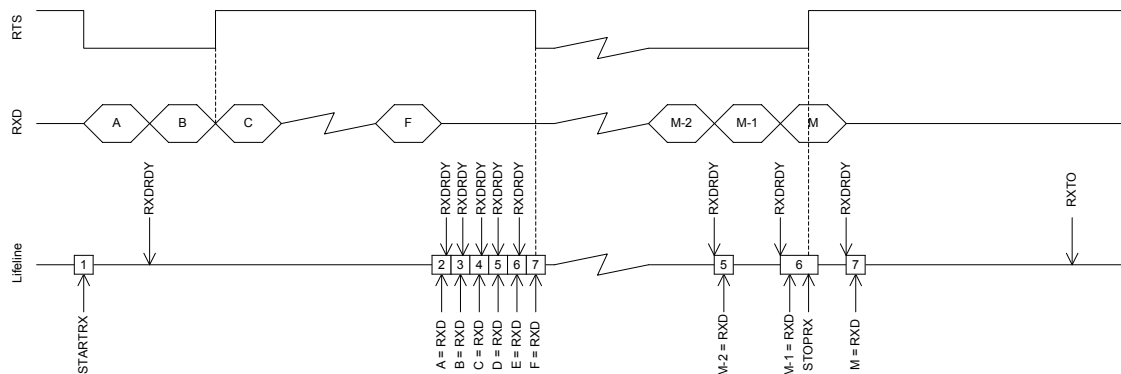 RTS
RXD
A
B
C
F
M-2
M-1
M
Lifeline
RXDRDY
RXDRDY
RXDRDY
RXDRDY
RXDRDY
RXDRDY
RXDRDY
RXDRDY
RXDRDY
RXTO
1
2
3
4
5
6
7
5
6
7
STARTRX
A = RXD
B = RXD
C = RXD
D = RXD
E = RXD
F = RXD
M-2 = RXD
M-1 = RXD
STOPRX
M = RXD